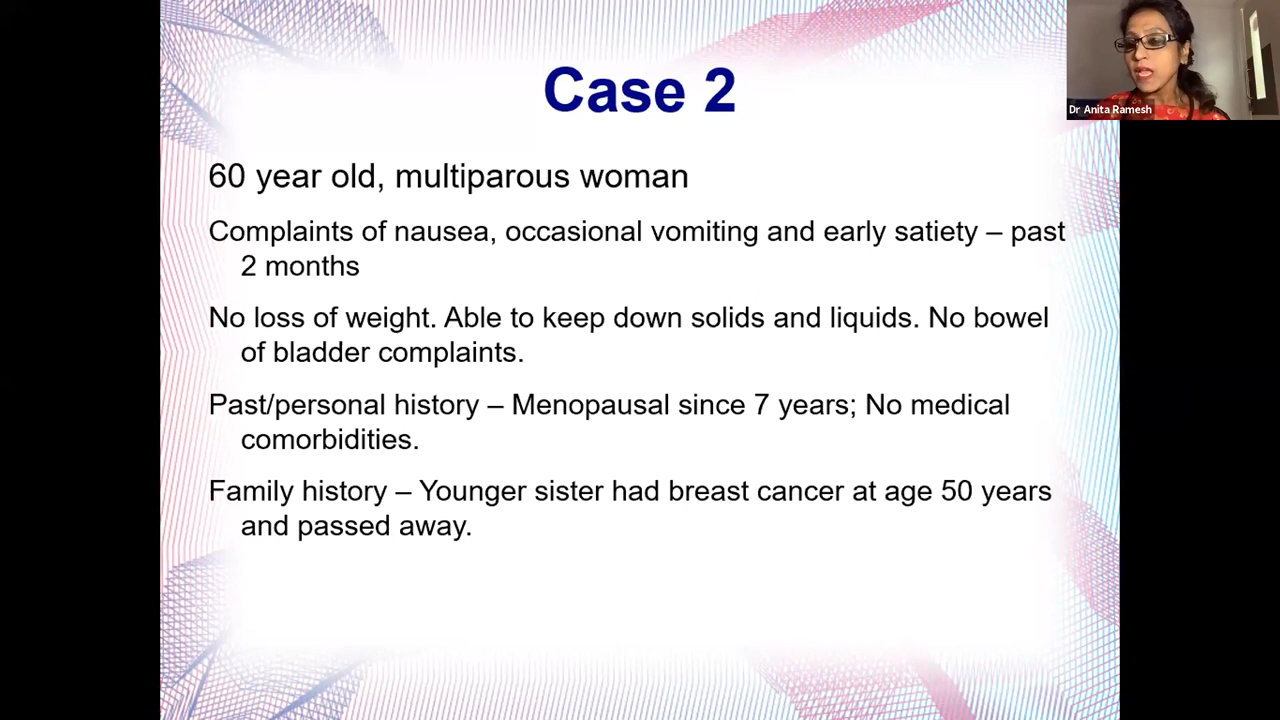 Case 2
Dr Anita Ramesh
60 year old, multiparous woman
Complaints of nausea, occasional vomiting and early satiety – past
2 months
No loss of weight. Able to keep down solids and liquids. No bowel
of bladder complaints.
Past/personal history – Menopausal since 7 years; No medical
comorbidities.
Family history – Younger sister had breast cancer at age 50 years
and passed away.